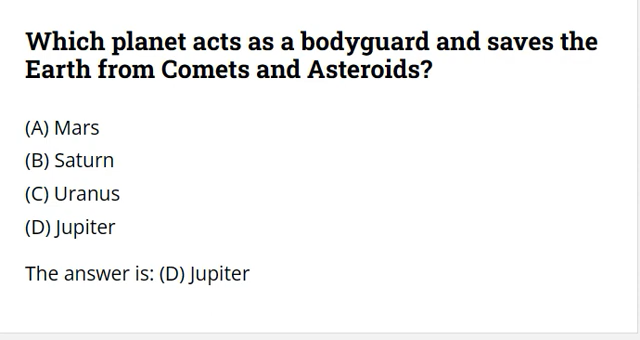 Which planet acts as a bodyguard and saves the
Earth from Comets and Asteroids?
(A) Mars
(B) Saturn
(C) Uranus
(D) Jupiter
The answer is: (D) Jupiter